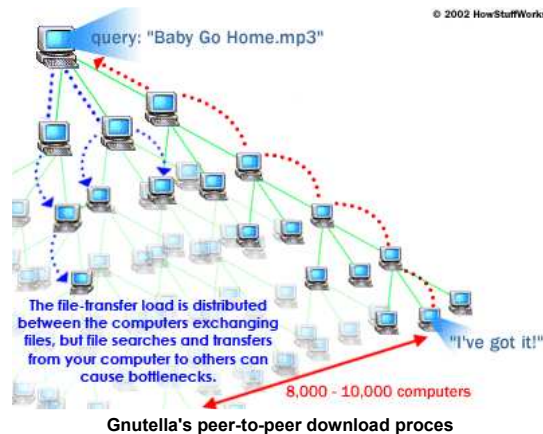 © 2002 HowStuffWorks
query: "Baby Go Home.mp3"
The file-transfer load is distributed
between the computers exchanging
files, but file searches and transfers
from your computer to others can
cause bottlenecks.
"I've got it!"
8,000 - 10,000 computers
Gnutella's peer-to-peer download proces